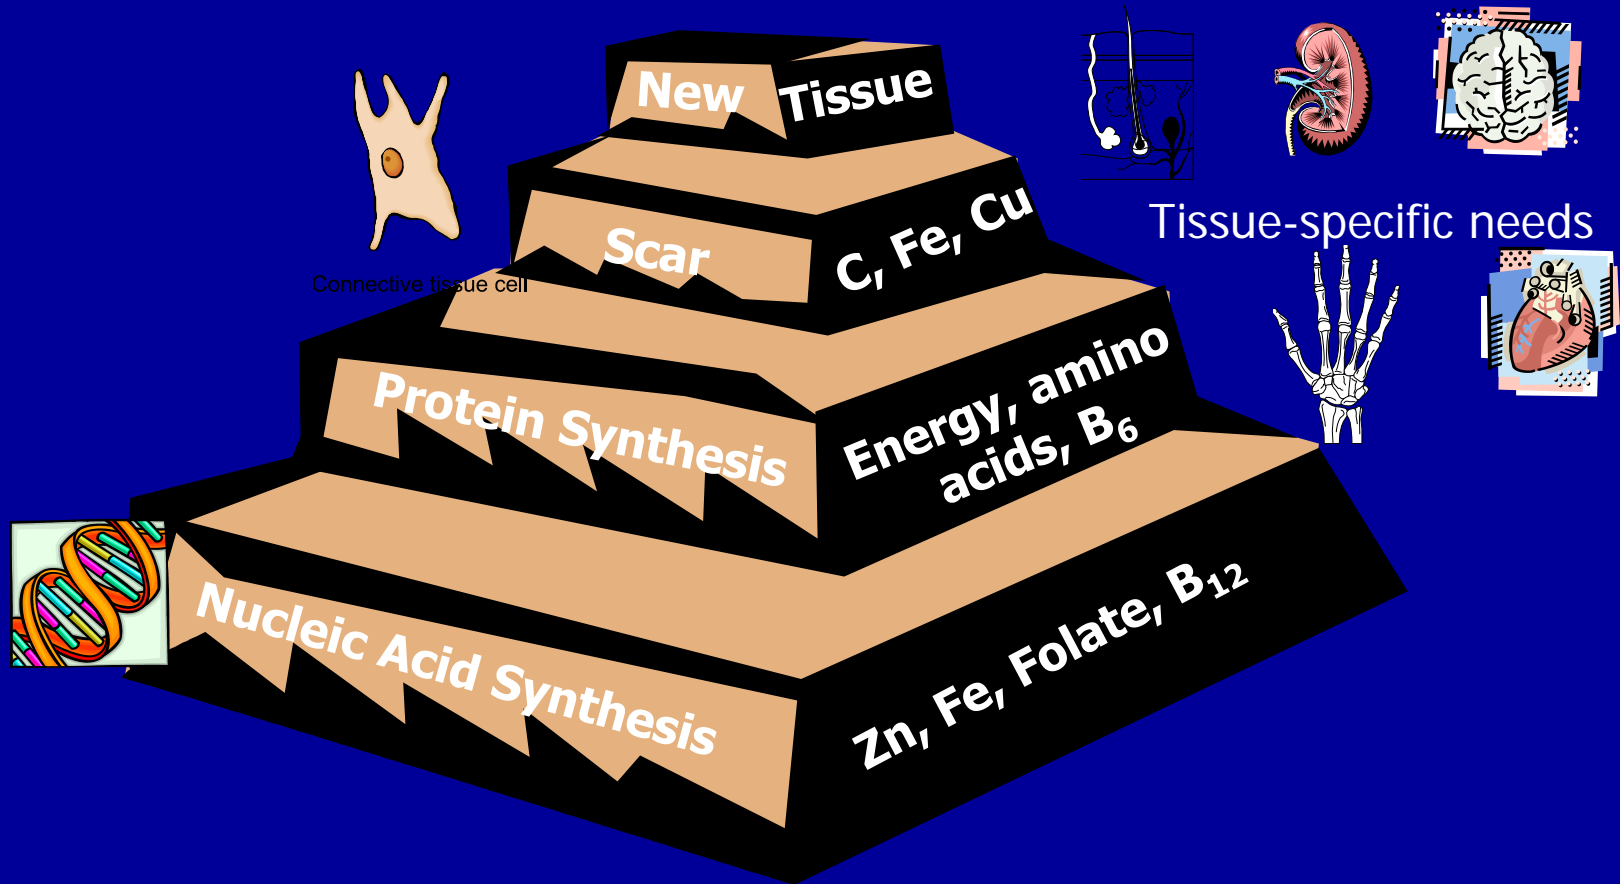 New Tissue
Tissue-specific needs
Scar
C, Fe, Cu
Connective tissue cell
Protein Synthesis
Energy, amino
acids, B₆
Nucleic Acid Synthesis
Zn, Fe, Folate, B₁₂